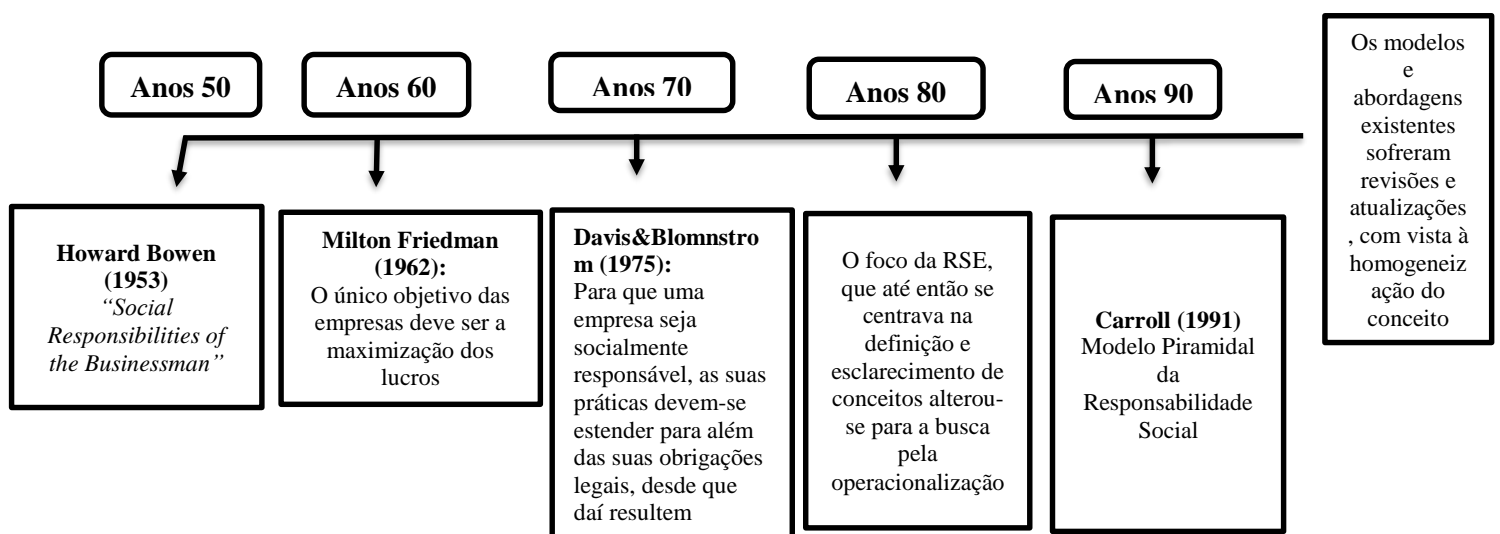 Anos 50
Anos 60
Anos 70
Anos 80
Anos 90
Howard Bowen
(1953)
“Social
Responsibilities of
the Businessman”
Milton Friedman
(1962):
O único objetivo das
empresas deve ser a
maximização dos
lucros
Davis&Blomnstro
m (1975):
Para que uma
empresa seja
socialmente
responsável, as suas
práticas devem-se
estender para além
das suas obrigações
legais, desde que
daí resultem
O foco da RSE,
que até então se
centrava na
definição e
esclarecimento de
conceitos alterou-
se para a busca
pela
operacionalização
Carroll (1991)
Modelo Piramidal
da
Responsabilidade
Social
Os modelos
e
abordagens
existentes
sofreram
revisões e
atualizações
, com vista à
homogeneiz
ação do
conceito